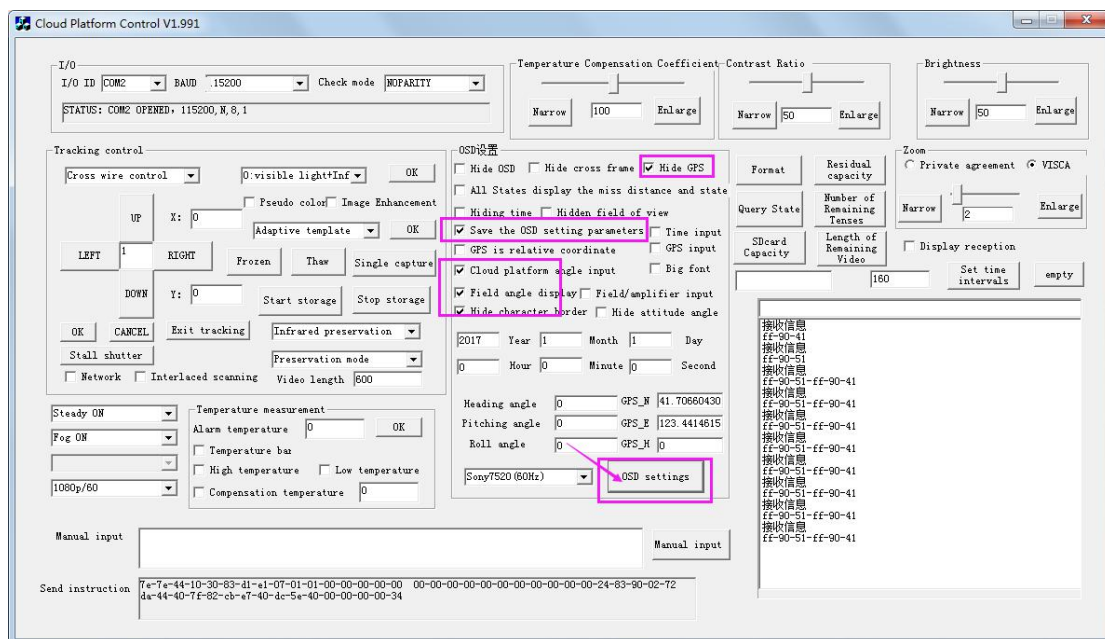 Cloud Platform Control V1.991
I/O
I/O ID COM2 BAUD .15200 Check mode NOPARITY
STATUS: COM2 OPENED, 115200,N,8,1
Temperature Compensation Coefficient
Narrow 100 Enlarge
Contrast Ratio
Narrow 50 Enlarge
Brightness
Narrow 50 Enlarge
Tracking control
Cross wire control 0:visible light+Inf OK
Pseudo color Image Enhancement
UP X: 0
Adaptive template OK
LEFT 1 RIGHT Frozen Thaw Single capture
DOWN Y: 0 Start storage Stop storage
OK CANCEL Exit tracking Infrared preservation
Stall shutter Preservation mode
Network Interlaced scanning Video length 600
OSD设置
Hide OSD Hide cross frame Hide GPS
All States display the miss distance and state
Hiding time Hidden field of view
Save the OSD setting parameters Time input
GPS is relative coordinate GPS input
Cloud platform angle input Big font
Field angle display Field/amplifier input
Hide character border Hide attitude angle
2017 Year 1 Month 1 Day
0 Hour 0 Minute 0 Second
Heading angle 0 GPS_N 41.70660430
Pitching angle 0 GPS_E 123.4414615
Roll angle 0 GPS_H 0
Sony7520(60Hz) OSD settings
Format Residual capacity
Query State Number of Remaining Tenses
SDcard Capacity Length of Remaining Video
Zoom
Private agreement VISCA
Narrow 2 Enlarge
Display reception
160 Set time intervals empty
接收信息
ff-90-41
接收信息
ff-90-51
接收信息
ff-90-51-ff-90-41
接收信息
ff-90-51-ff-90-41
接收信息
ff-90-51-ff-90-41
接收信息
ff-90-51-ff-90-41
接收信息
ff-90-51-ff-90-41
接收信息
ff-90-51-ff-90-41
接收信息
ff-90-51-ff-90-41
接收信息
ff-90-51-ff-90-41
Steady ON
Fog ON
1080p/60
Temperature measurement
Alarm temperature 0 OK
Temperature bar
High temperature Low temperature
Compensation temperature 0
Manual input Manual input
Send instruction
7e-7e-44-10-30-83-d1-e1-07-01-01-00-00-00-00-00 00-00-00-00-00-00-00-00-00-00-00-24-83-90-02-72
da-44-40-7f-82-cb-e7-40-dc-5e-40-00-00-00-00-34